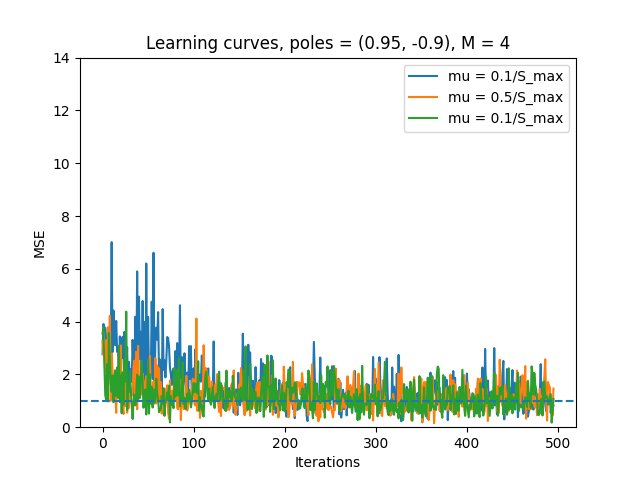 Learning curves, poles = (0.95, -0.9), M = 4
mu = 0.1/S_max
mu = 0.5/S_max
mu = 0.1/S_max
MSE
14
12
10
8
6
4
2
0
0 100 200 300 400 500
Iterations